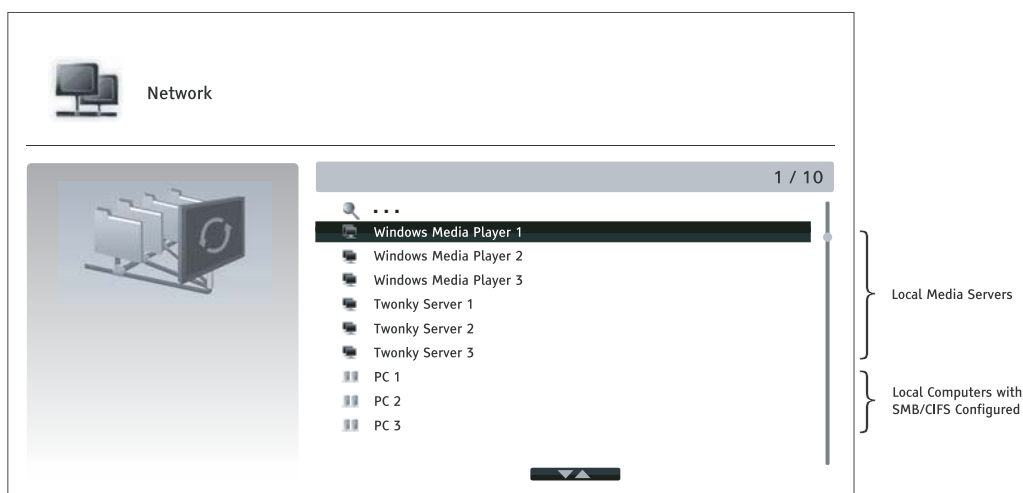 Network
1 / 10
...
Windows Media Player 1
Windows Media Player 2
Windows Media Player 3
Twonky Server 1
Twonky Server 2
Twonky Server 3
PC 1
PC 2
PC 3
Local Media Servers
Local Computers with
SMB/CIFS Configured